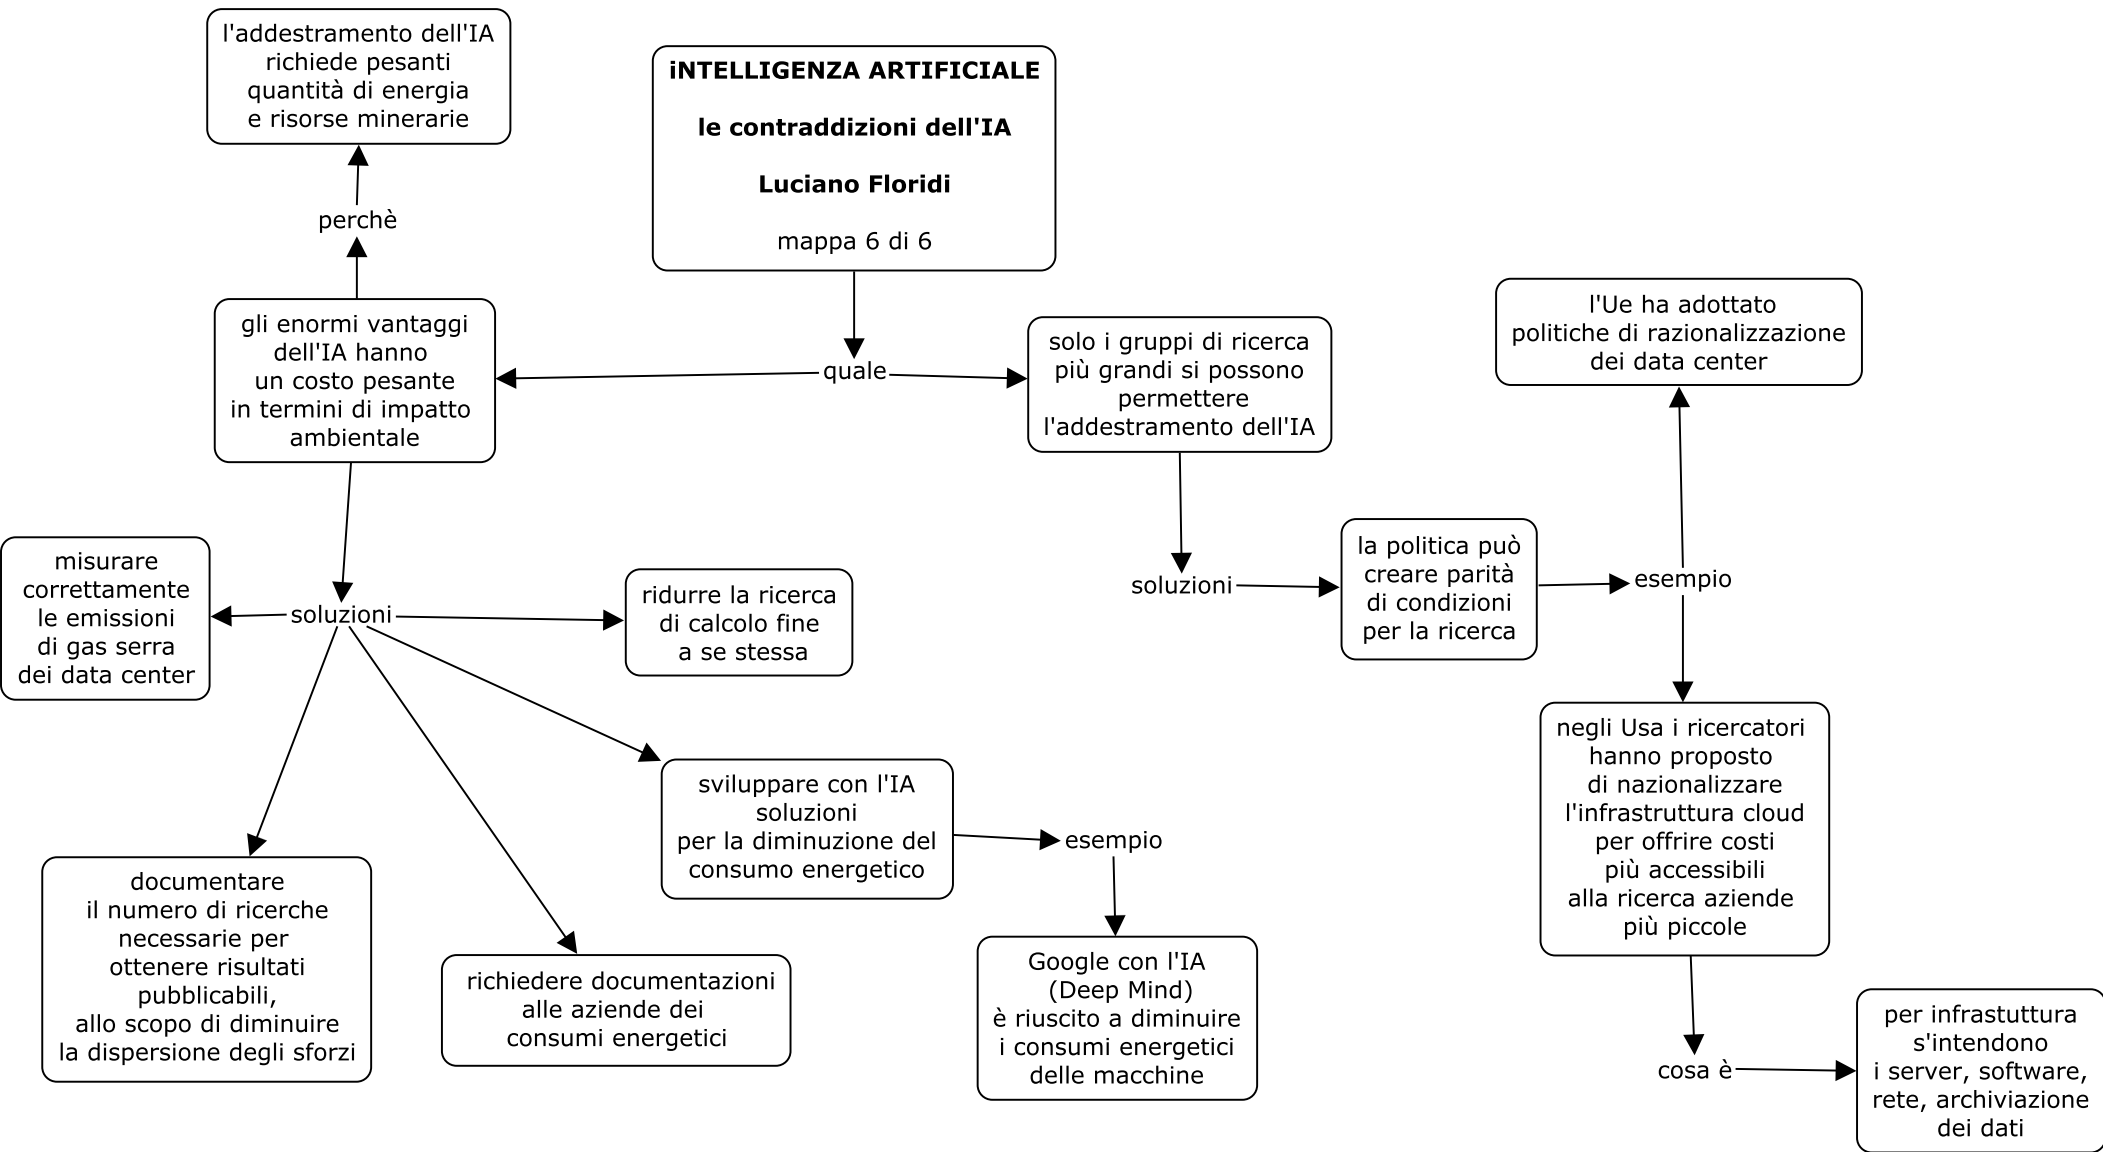 l'addestramento dell'IA
richiede pesanti
quantità di energia
e risorse minerarie
iNTELLIGENZA ARTIFICIALE
le contraddizioni dell'IA
Luciano Floridi
mappa 6 di 6
perchè
gli enormi vantaggi
dell'IA hanno
un costo pesante
in termini di impatto
ambientale
quale
solo i gruppi di ricerca
più grandi si possono
permettere
l'addestramento dell'IA
l'Ue ha adottato
politiche di razionalizzazione
dei data center
misurare
correttamente
le emissioni
di gas serra
dei data center
soluzioni
ridurre la ricerca
di calcolo fine
a se stessa
soluzioni
la politica può
creare parità
di condizioni
per la ricerca
esempio
negli Usa i ricercatori
hanno proposto
di nazionalizzare
l'infrastruttura cloud
per offrire costi
più accessibili
alla ricerca aziende
più piccole
sviluppare con l'IA
soluzioni
per la diminuzione del
consumo energetico
esempio
documentare
il numero di ricerche
necessarie per
ottenere risultati
pubblicabili,
allo scopo di diminuire
la dispersione degli sforzi
richiedere documentazioni
alle aziende dei
consumi energetici
Google con l'IA
(Deep Mind)
è riuscito a diminuire
i consumi energetici
delle macchine
cosa è
per infrastuttura
s'intendono
i server, software,
rete, archiviazione
dei dati